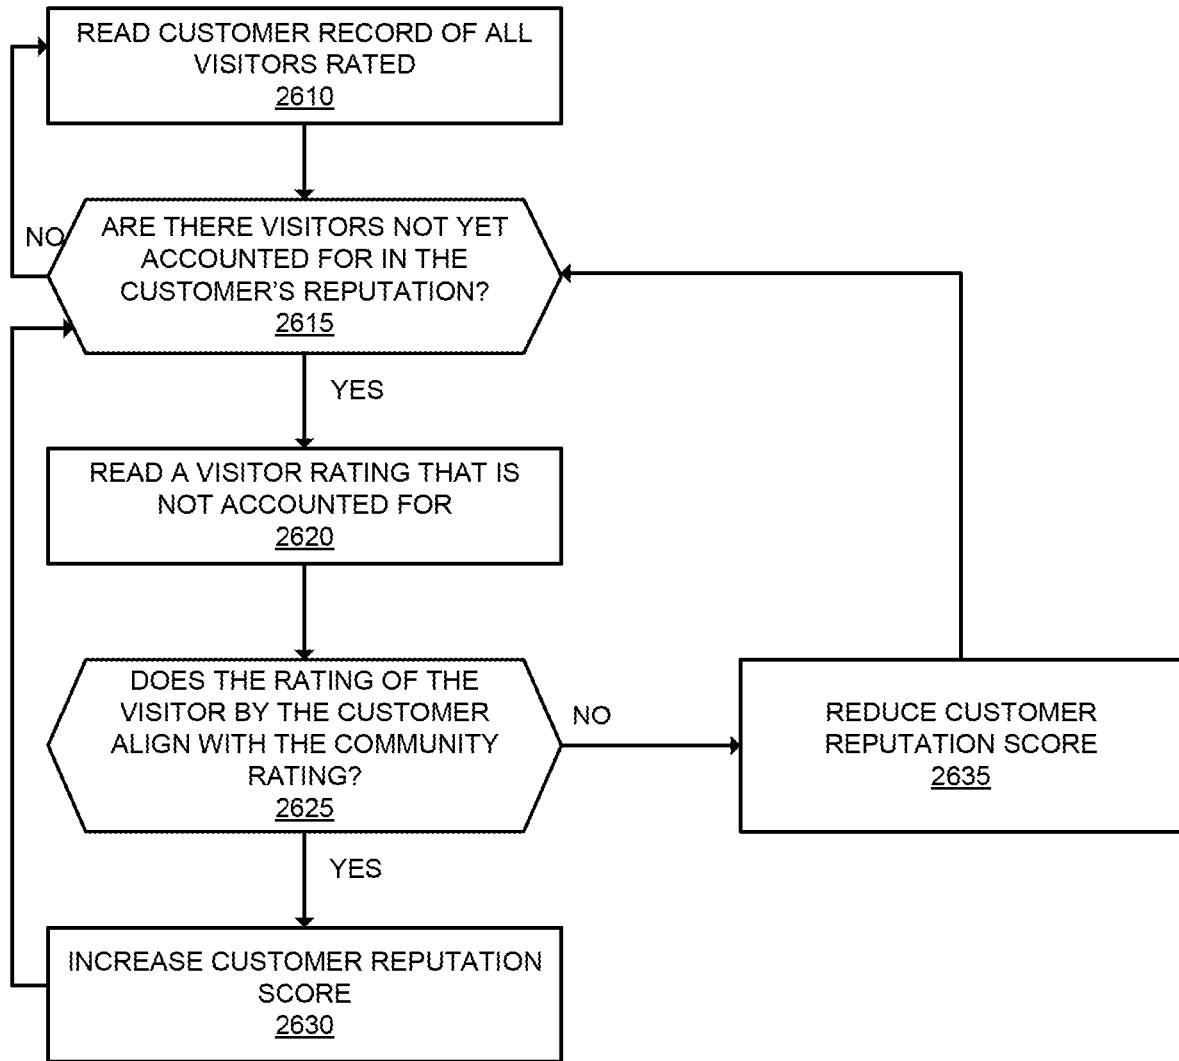 READ CUSTOMER RECORD OF ALL
VISITORS RATED
2610
NO
ARE THERE VISITORS NOT YET
ACCOUNTED FOR IN THE
CUSTOMER'S REPUTATION?
2615
YES
READ A VISITOR RATING THAT IS
NOT ACCOUNTED FOR
2620
DOES THE RATING OF THE
VISITOR BY THE CUSTOMER
ALIGN WITH THE COMMUNITY
RATING?
2625
NO
REDUCE CUSTOMER
REPUTATION SCORE
2635
YES
INCREASE CUSTOMER REPUTATION
SCORE
2630